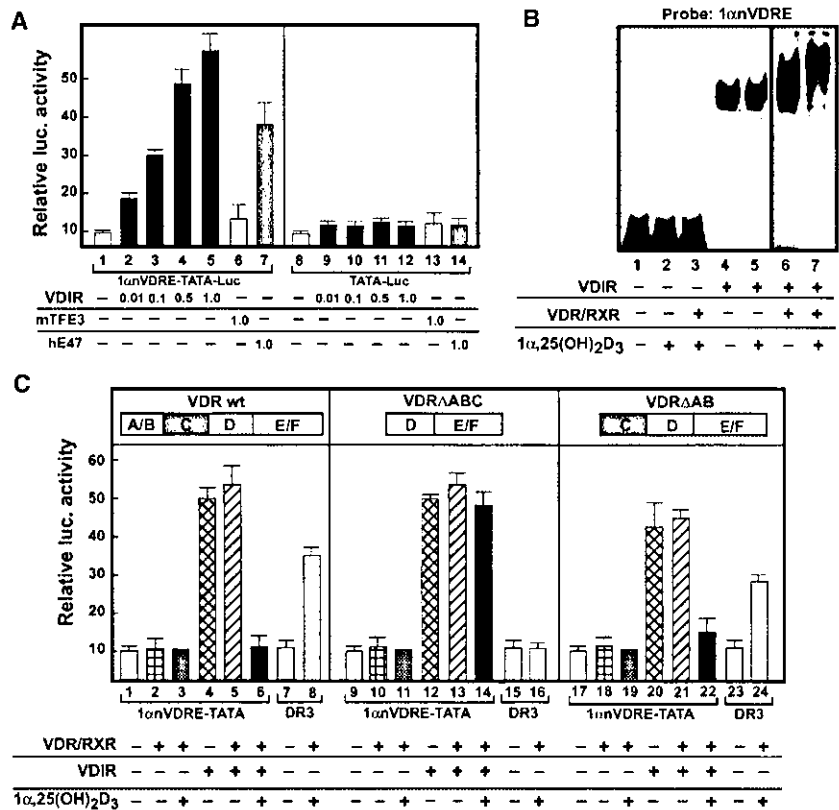 A
Relative luc. activity
50
40
30
20
10
1 2 3 4 5 6 7 8 9 10 11 12 13 14
1αnVDRE-TATA-Luc TATA-Luc
VDIR – 0.01 0.1 0.5 1.0 – – – 0.01 0.1 0.5 1.0 – –
mTFE3 – – – – – 1.0 – – – – – – 1.0 –
hE47 – – – – – – 1.0 – – – – – – 1.0
B
Probe: 1αnVDRE
1 2 3 4 5 6 7
VDIR – – – + + + +
VDR/RXR – – + – – + +
1α,25(OH)2D3 – + + – + – +
C
VDR wt VDRΔABC VDRΔAB
A/B C D E/F D E/F C D E/F
Relative luc. activity
60
50
40
30
20
10
1 2 3 4 5 6 7 8 9 10 11 12 13 14 15 16 17 18 19 20 21 22 23 24
1αnVDRE-TATA DR3 1αnVDRE-TATA DR3 1αnVDRE-TATA DR3
VDR/RXR – + + – + + – + – + + – + + – + – + + – + + – +
VDIR – – – + + + – – – – – + + + – – – – – + + + – –
1α,25(OH)2D3 – – + – – + – + – – + – – + – + – – + – – + – +